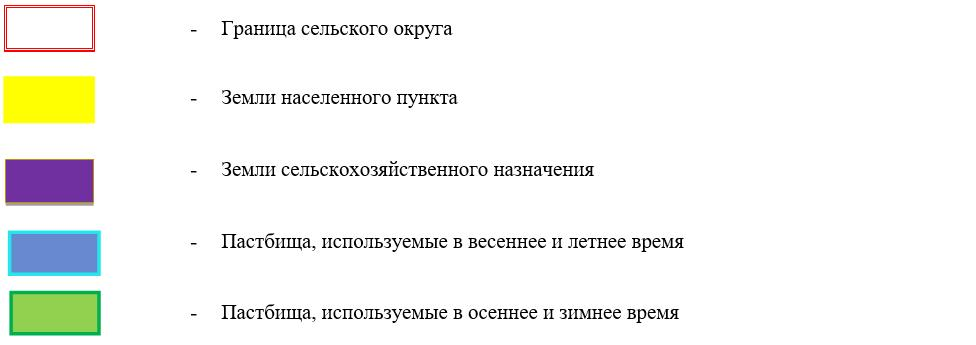 - Граница сельского округа
- Земли населенного пункта
- Земли сельскохозяйственного назначения
- Пастбища, используемые в весеннее и летнее время
- Пастбища, используемые в осеннее и зимнее время